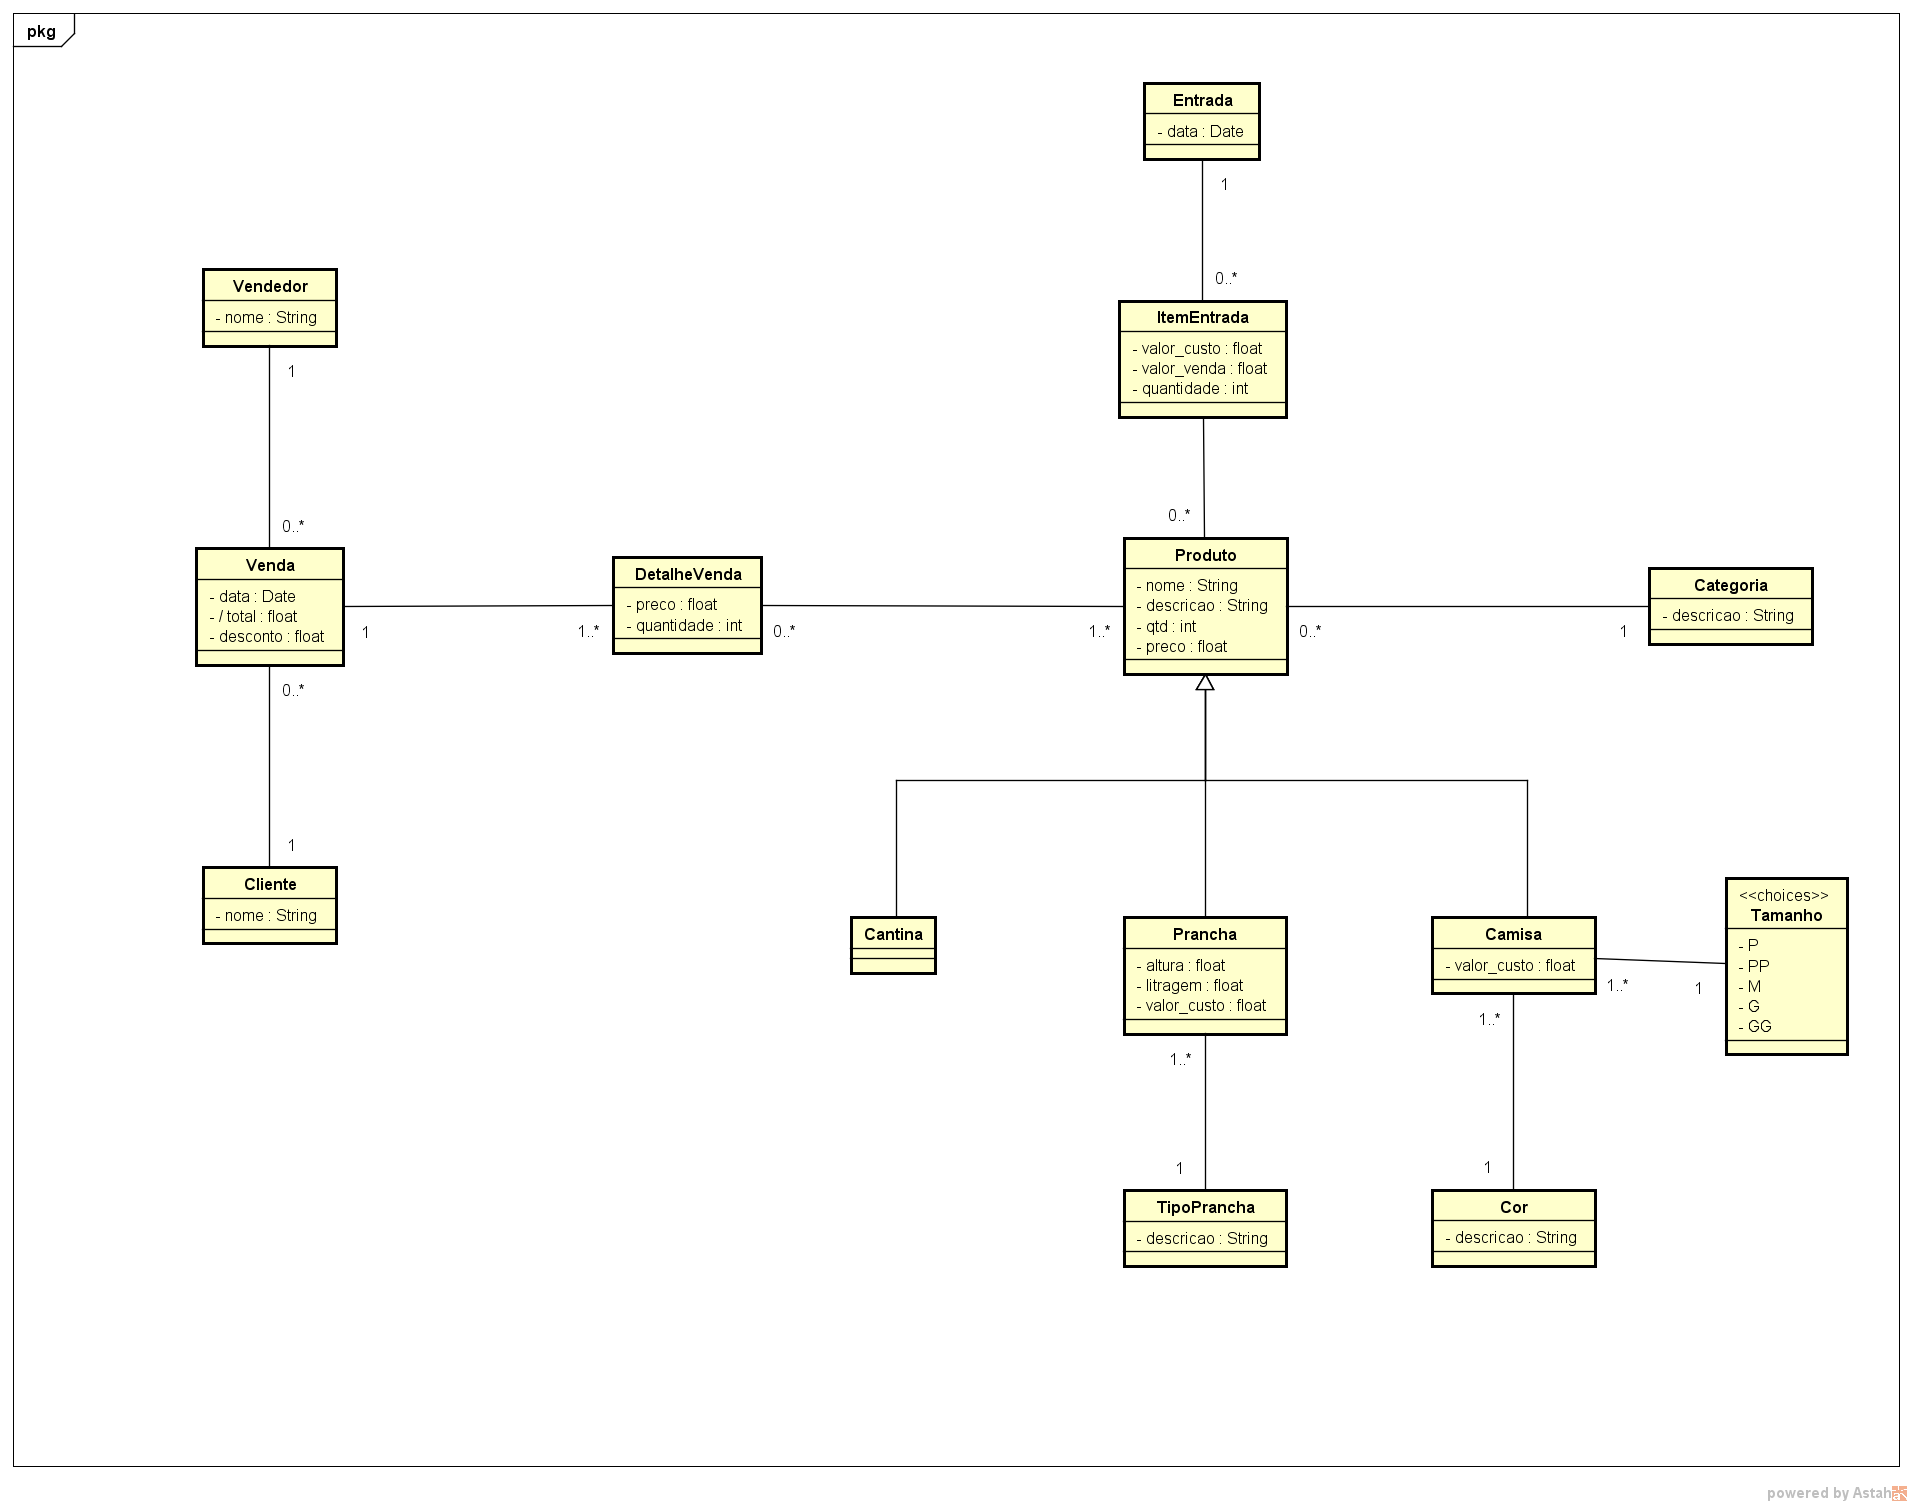 pkg
Entrada
- data : Date
1
0..*
ItemEntrada
- valor_custo : float
- valor_venda : float
- quantidade : int
0..*
Vendedor
- nome : String
1
0..*
Venda
- data : Date
- / total : float
- desconto : float
1
1..*
0..*
DetalheVenda
- preco : float
- quantidade : int
0..*
1..*
Produto
- nome : String
- descricao : String
- qtd : int
- preco : float
0..*
1
Categoria
- descricao : String
1
Cliente
- nome : String
Cantina
Prancha
- altura : float
- litragem : float
- valor_custo : float
1..*
1
Camisa
- valor_custo : float
1..*
1
1..*
1
<<choices>>
Tamanho
- P
- PP
- M
- G
- GG
TipoPrancha
- descricao : String
Cor
- descricao : String
powered by Astah